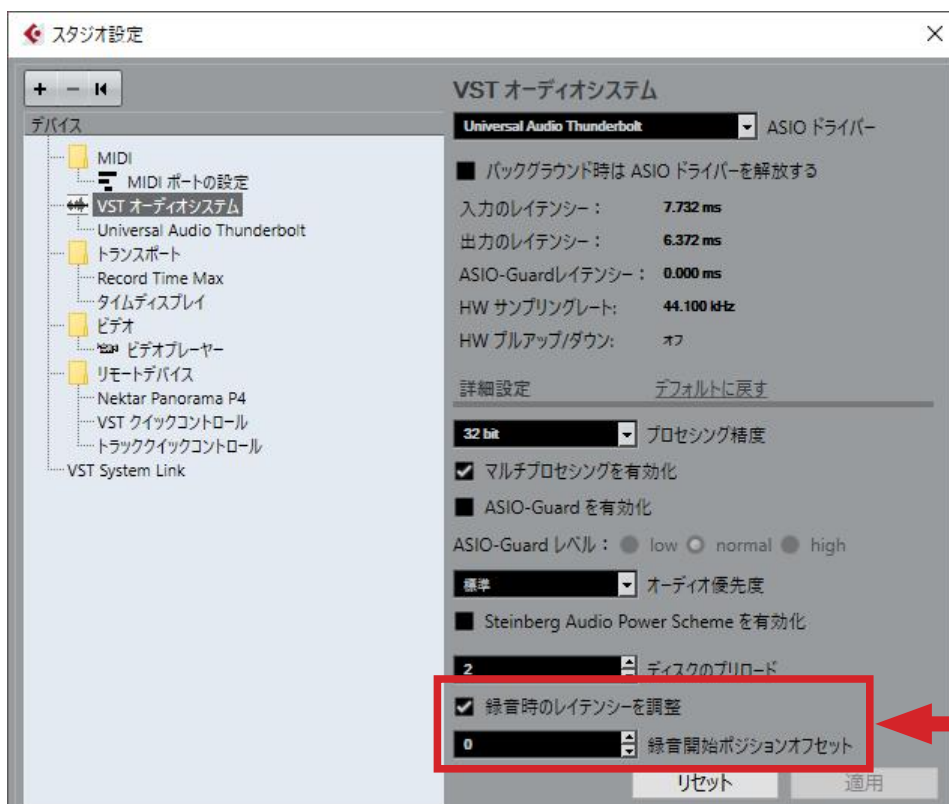 スタジオ設定
デバイス
MIDI
MIDI ポートの設定
VST オーディオシステム
Universal Audio Thunderbolt
トランスポート
Record Time Max
タイムディスプレイ
ビデオ
ビデオプレーヤー
リモートデバイス
Nektar Panorama P4
VST クイックコントロール
トラッククイックコントロール
VST System Link
VST オーディオシステム
Universal Audio Thunderbolt ASIO ドライバー
バックグラウンド時は ASIO ドライバーを解放する
入力のレイテンシー： 7.732 ms
出力のレイテンシー： 6.372 ms
ASIO-Guardレイテンシー： 0.000 ms
HW サンプリングレート: 44.100 kHz
HW プルアップ/ダウン: オフ
詳細設定 デフォルトに戻す
32 bit プロセシング精度
マルチプロセシングを有効化
ASIO-Guard を有効化
ASIO-Guard レベル： low normal high
標準 オーディオ優先度
Steinberg Audio Power Scheme を有効化
2 ディスクのプリロード
録音時のレイテンシーを調整
0 録音開始ポジションオフセット
リセット 適用